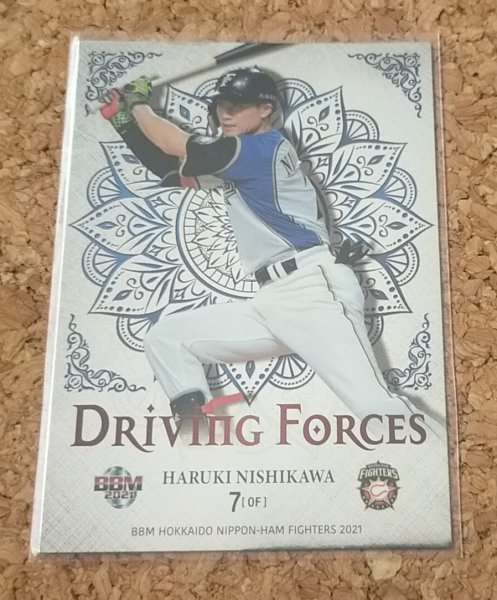 DRIVING FORCES
BBM
2021
HARUKI NISHIKAWA
7 [OF]
FIGHTERS
BBM HOKKAIDO NIPPON-HAM FIGHTERS 2021